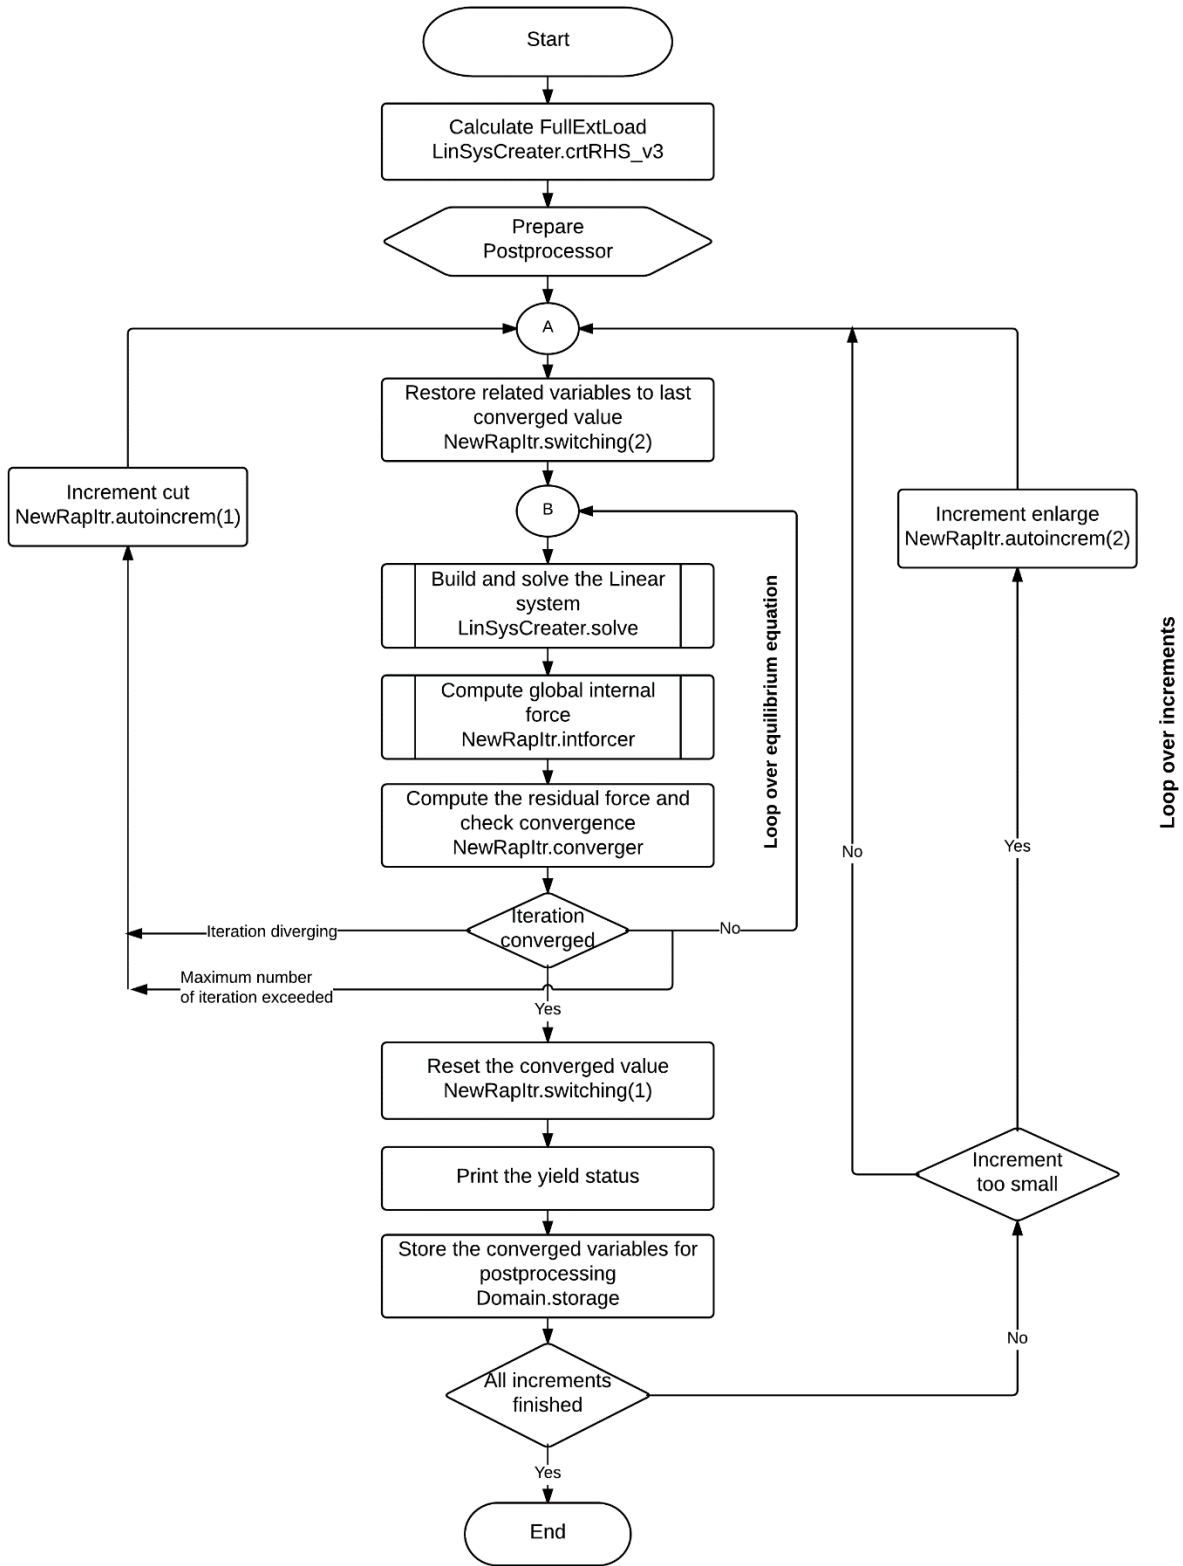 Start
Calculate FullExtLoad
LinSysCreater.crtRHS_v3
Prepare
Postprocessor
A
Restore related variables to last
converged value
NewRapItr.switching(2)
Increment cut
NewRapItr.autoincrem(1)
B
Increment enlarge
NewRapItr.autoincrem(2)
Build and solve the Linear
system
LinSysCreater.solve
Loop over equilibrium equation
Loop over increments
Compute global internal
force
NewRapItr.intforcer
Compute the residual force and
check convergence
NewRapItr.converger
No
Yes
Iteration
converged
Iteration diverging
No
Maximum number
of iteration exceeded
Yes
Reset the converged value
NewRapItr.switching(1)
Print the yield status
Increment
too small
Store the converged variables for
postprocessing
Domain.storage
No
All increments
finished
Yes
End